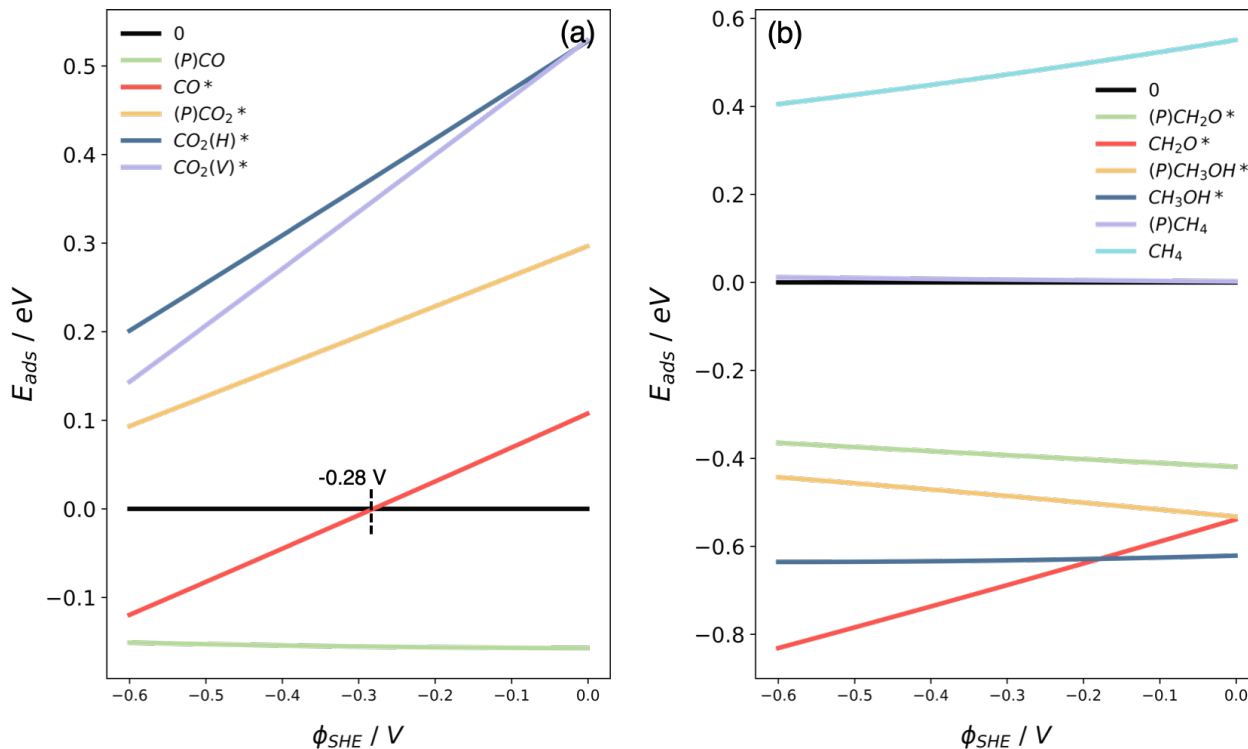 (a)
0
(P)CO
CO*
(P)CO₂*
CO₂(H)*
CO₂(V)*
-0.28 V
0.5
0.4
0.3
0.2
0.1
0.0
−0.1
E_ads / eV
−0.6 −0.5 −0.4 −0.3 −0.2 −0.1 0.0
ϕ_SHE / V
(b)
0
(P)CH₂O*
CH₂O*
(P)CH₃OH*
CH₃OH*
(P)CH₄
CH₄
0.6
0.4
0.2
0.0
−0.2
−0.4
−0.6
−0.8
E_ads / eV
−0.6 −0.5 −0.4 −0.3 −0.2 −0.1 0.0
ϕ_SHE / V